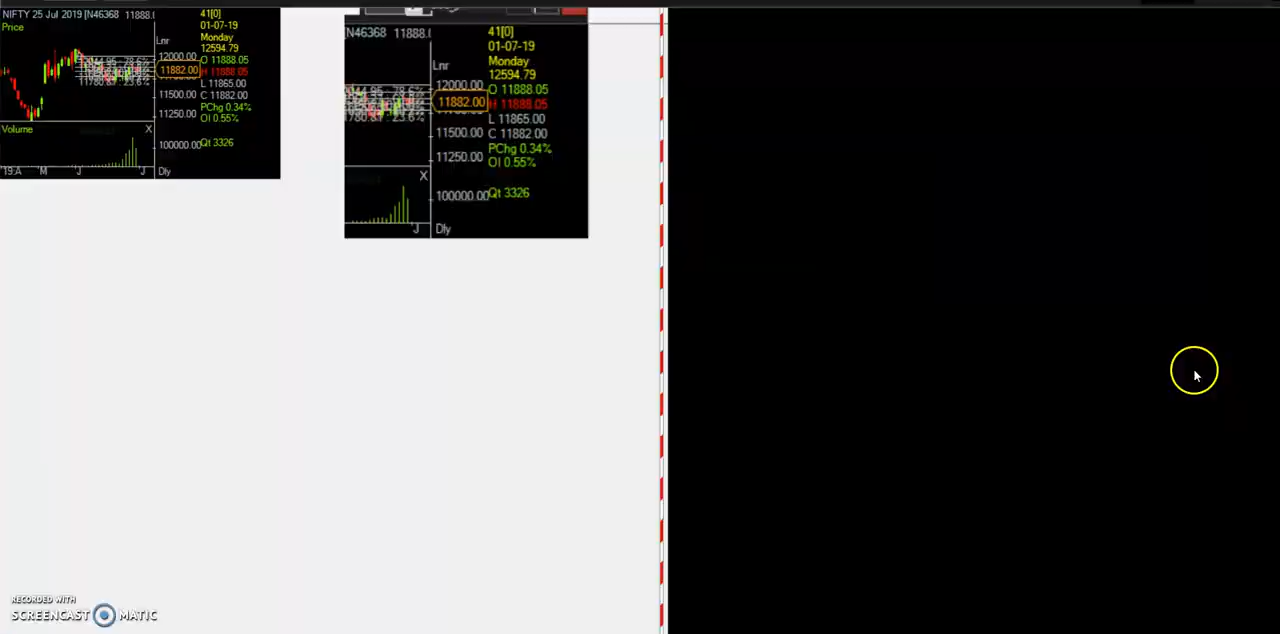 NIFTY 25 Jul 2019 [N46368 11888.(
Price
Lnr
12000.00
11882.00
11500.00
11250.00
Volume
X
100000.00
'19:A 'M 'J 'J Dly
41[0]
01-07-19
Monday
12594.79
O 11888.05
H 11888.05
L 11865.00
C 11882.00
PChg 0.34%
OI 0.55%
Qt 3326
[N46368 11888.(
Lnr
12000.00
11882.00
11500.00
11250.00
X
100000.00
'J Dly
41[0]
01-07-19
Monday
12594.79
O 11888.05
H 11888.05
L 11865.00
C 11882.00
PChg 0.34%
OI 0.55%
Qt 3326
RECORDED WITH
SCREENCAST MATIC